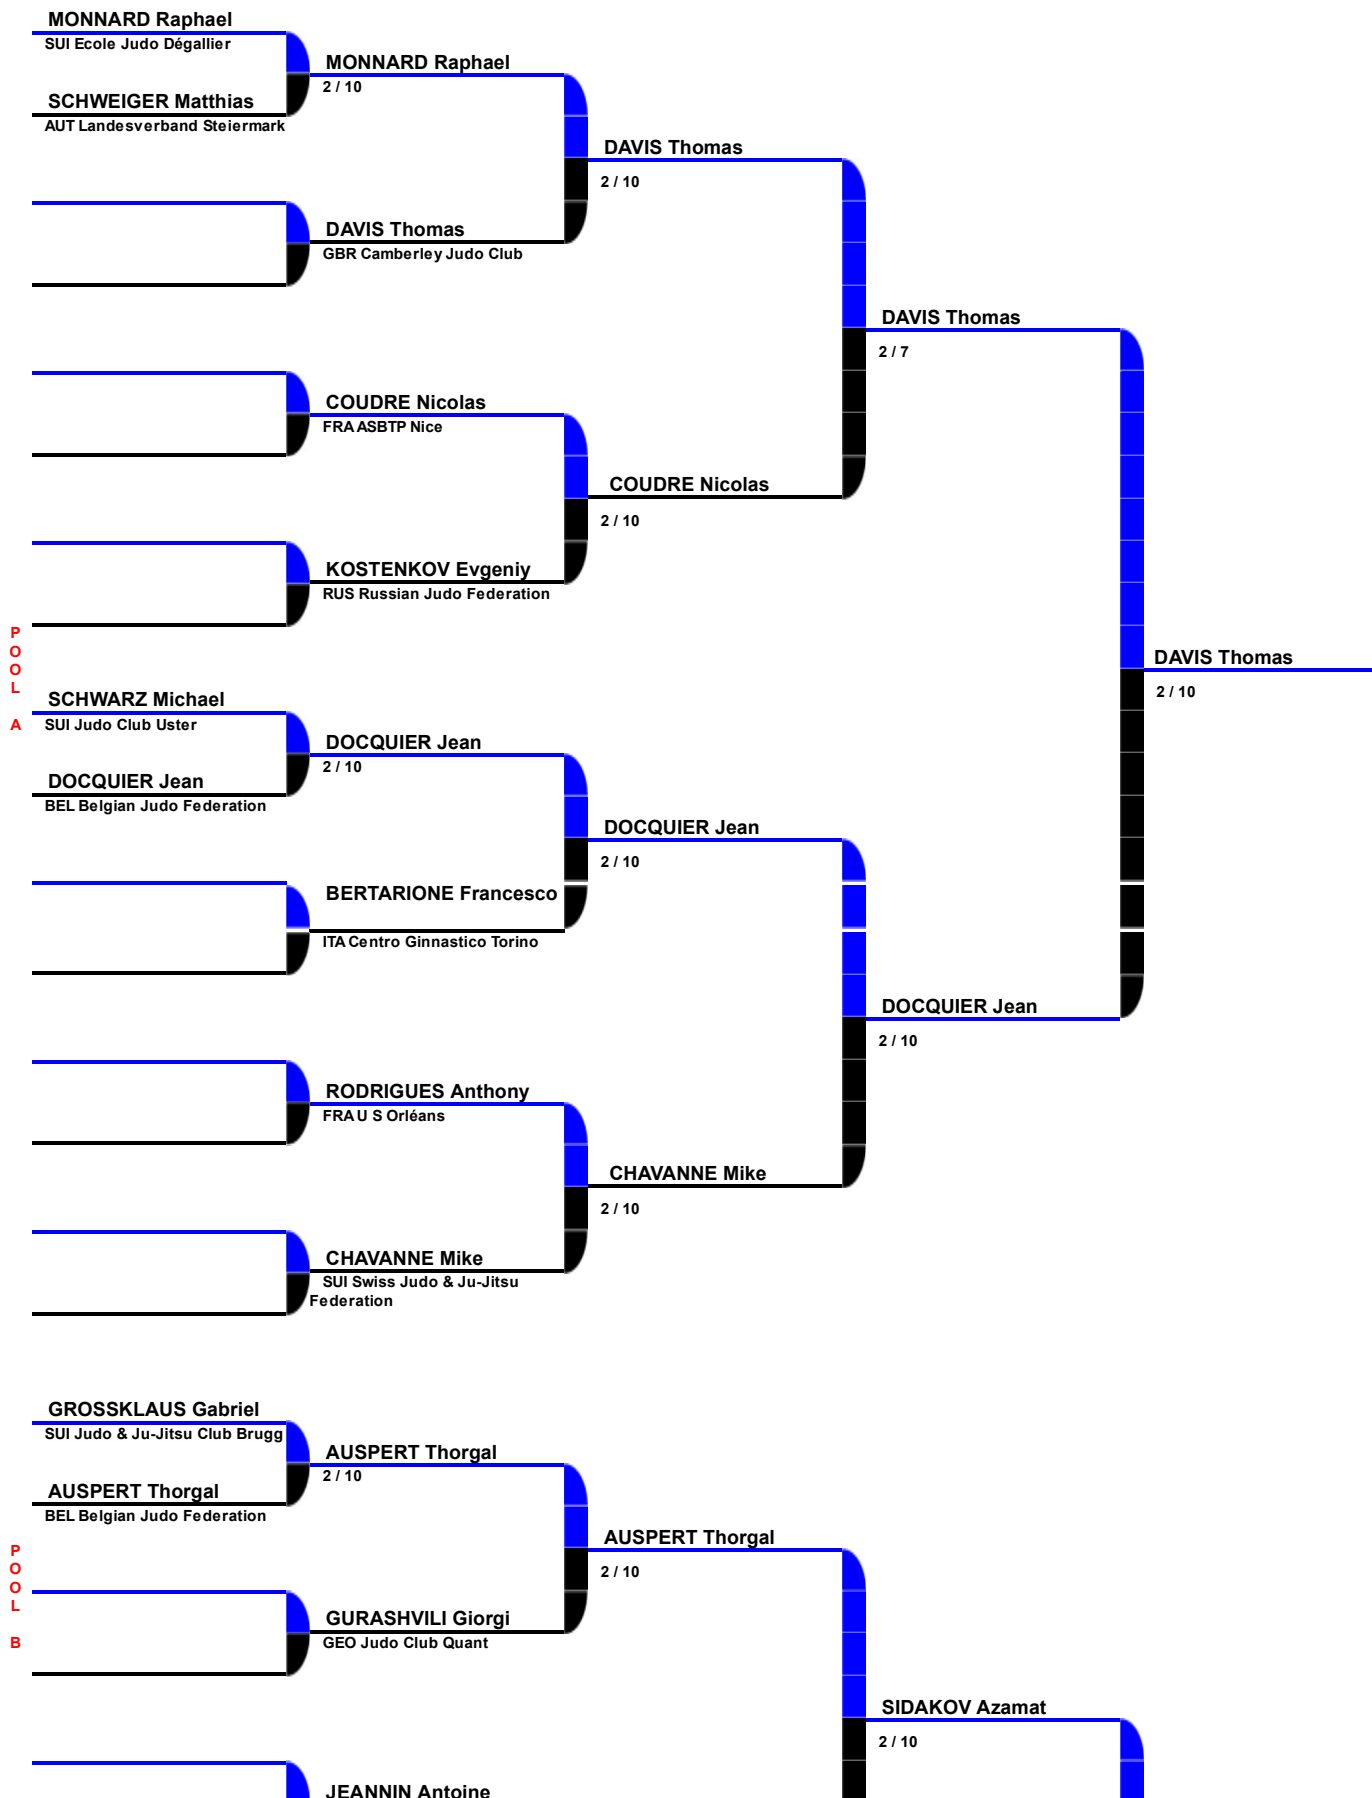 MONNARD Raphael
SUI Ecole Judo Dégallier
MONNARD Raphael
2 / 10
SCHWEIGER Matthias
AUT Landesverband Steiermark
DAVIS Thomas
2 / 10
DAVIS Thomas
GBR Camberley Judo Club
DAVIS Thomas
2 / 7
COUDRE Nicolas
FRA ASBTP Nice
COUDRE Nicolas
2 / 10
KOSTENKOV Evgeniy
RUS Russian Judo Federation
POOL A
DAVIS Thomas
2 / 10
SCHWARZ Michael
SUI Judo Club Uster
DOCQUIER Jean
2 / 10
DOCQUIER Jean
BEL Belgian Judo Federation
DOCQUIER Jean
2 / 10
BERTARIONE Francesco
ITA Centro Ginnastico Torino
DOCQUIER Jean
2 / 10
RODRIGUES Anthony
FRA U S Orléans
CHAVANNE Mike
2 / 10
CHAVANNE Mike
SUI Swiss Judo & Ju-Jitsu
Federation
GROSSKLAUS Gabriel
SUI Judo & Ju-Jitsu Club Brugg
AUSPERT Thorgal
2 / 10
AUSPERT Thorgal
BEL Belgian Judo Federation
AUSPERT Thorgal
2 / 10
POOL B
GURASHVILI Giorgi
GEO Judo Club Quant
SIDAKOV Azamat
2 / 10
JEANNIN Antoine